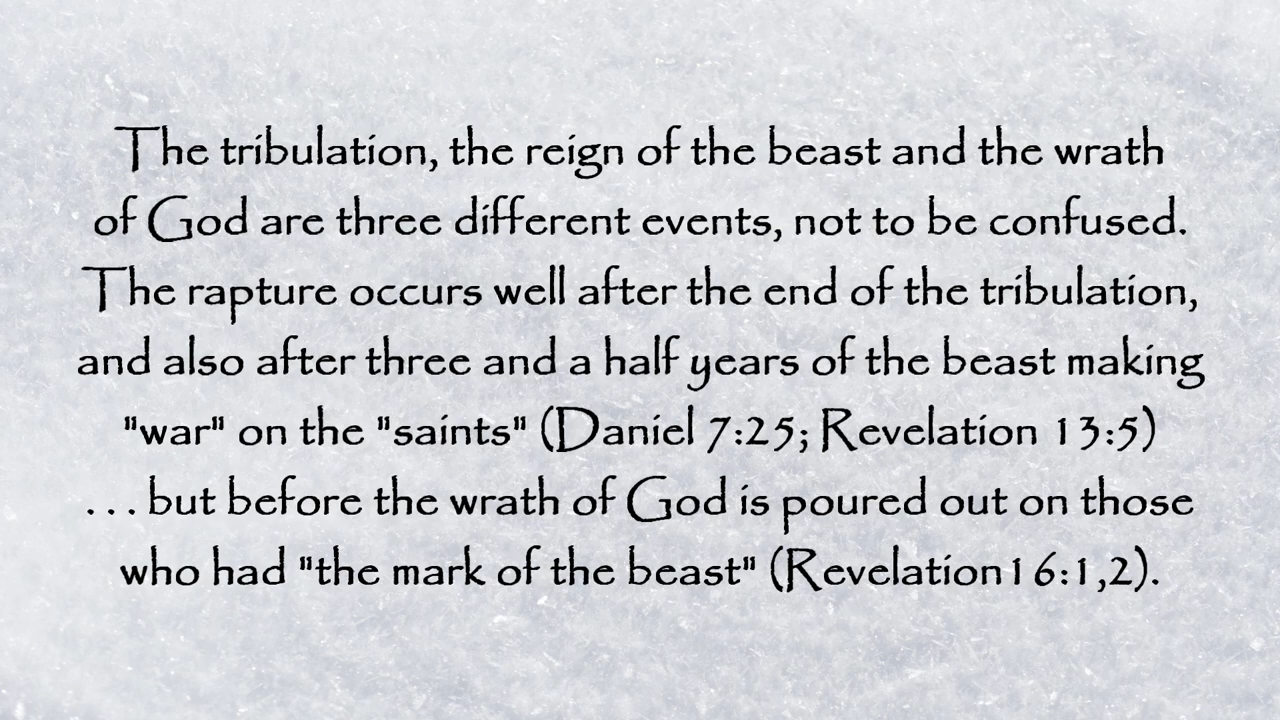 The tribulation, the reign of the beast and the wrath
of God are three different events, not to be confused.
The rapture occurs well after the end of the tribulation,
and also after three and a half years of the beast making
"war" on the "saints" (Daniel 7:25; Revelation 13:5)
. . . but before the wrath of God is poured out on those
who had "the mark of the beast" (Revelation16:1,2).